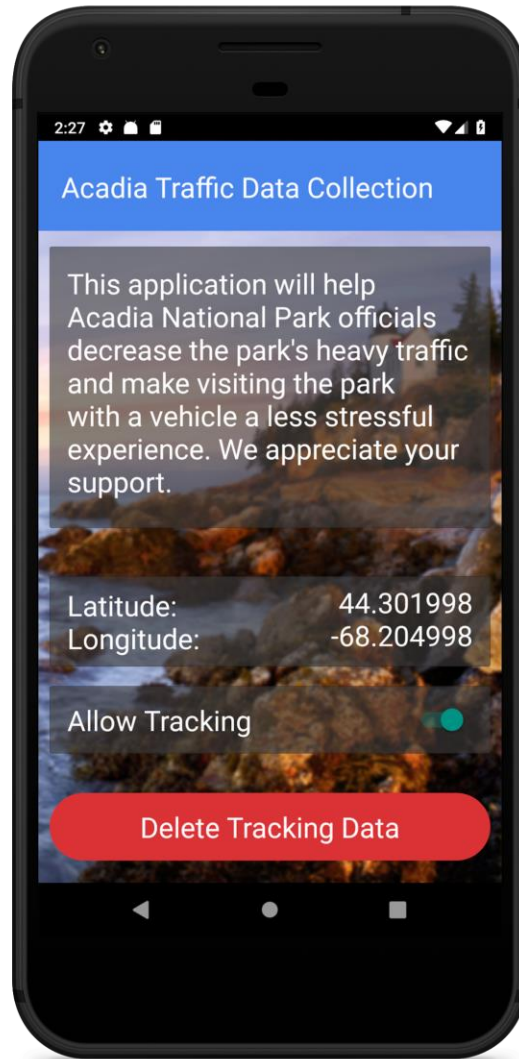 2:27
Acadia Traffic Data Collection
This application will help
Acadia National Park officials
decrease the park's heavy traffic
and make visiting the park
with a vehicle a less stressful
experience. We appreciate your
support.
Latitude: 44.301998
Longitude: -68.204998
Allow Tracking
Delete Tracking Data